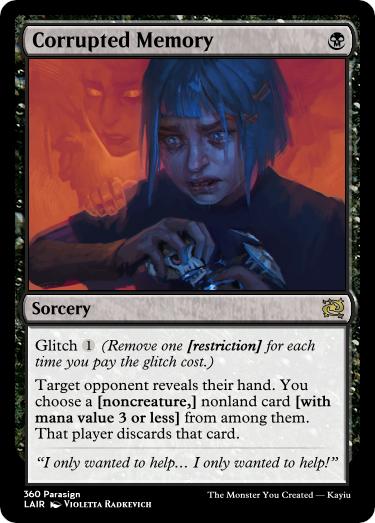 Corrupted Memory
Sorcery
Glitch 1 (Remove one [restriction] for each
time you pay the glitch cost.)
Target opponent reveals their hand. You
choose a [noncreature,] nonland card [with
mana value 3 or less] from among them.
That player discards that card.
“I only wanted to help… I only wanted to help!”
360 Parasign
LAIR Violetta Radkevich
The Monster You Created — Kayiu